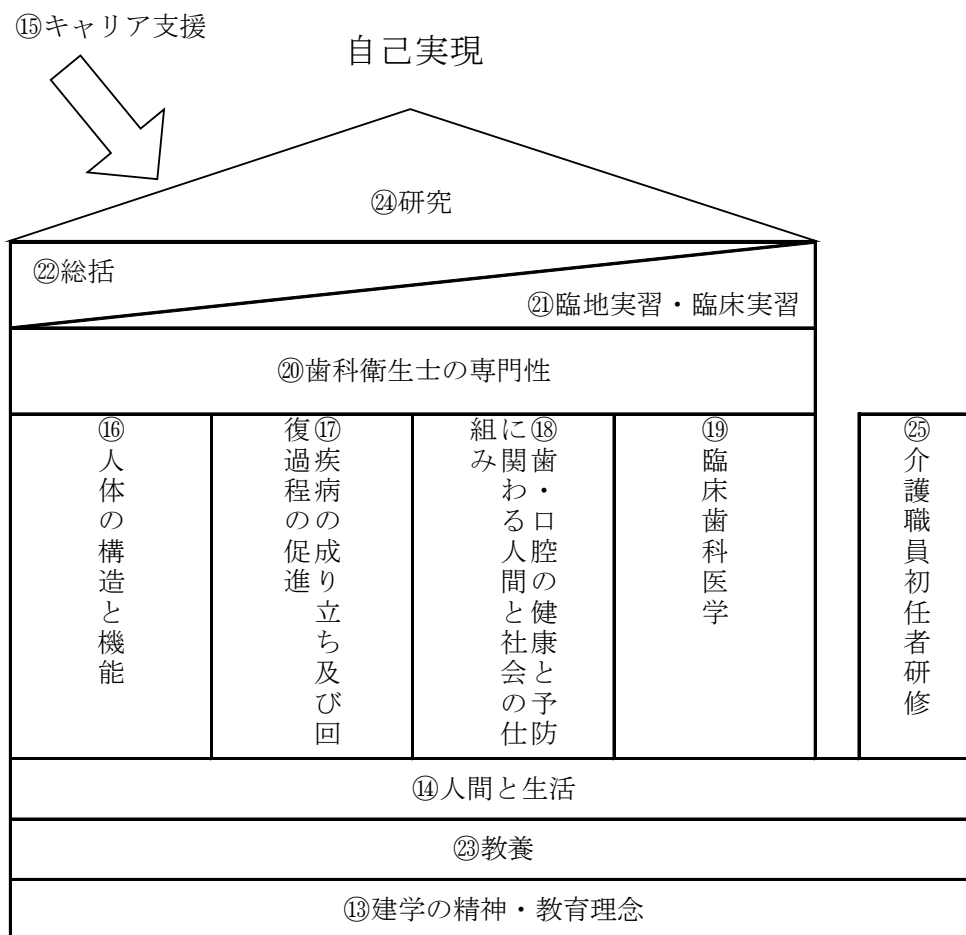 ⑮キャリア支援
自己実現
㉔研究
㉒総括
㉑臨地実習・臨床実習
⑳歯科衛生士の専門性
⑯人体の構造と機能
⑰疾病の成り立ち及び回
復過程の促進
⑱歯・口腔の健康と予防
に関わる人間と社会の仕
組み
⑲臨床歯科医学
㉕介護職員初任者研修
⑭人間と生活
㉓教養
⑬建学の精神・教育理念